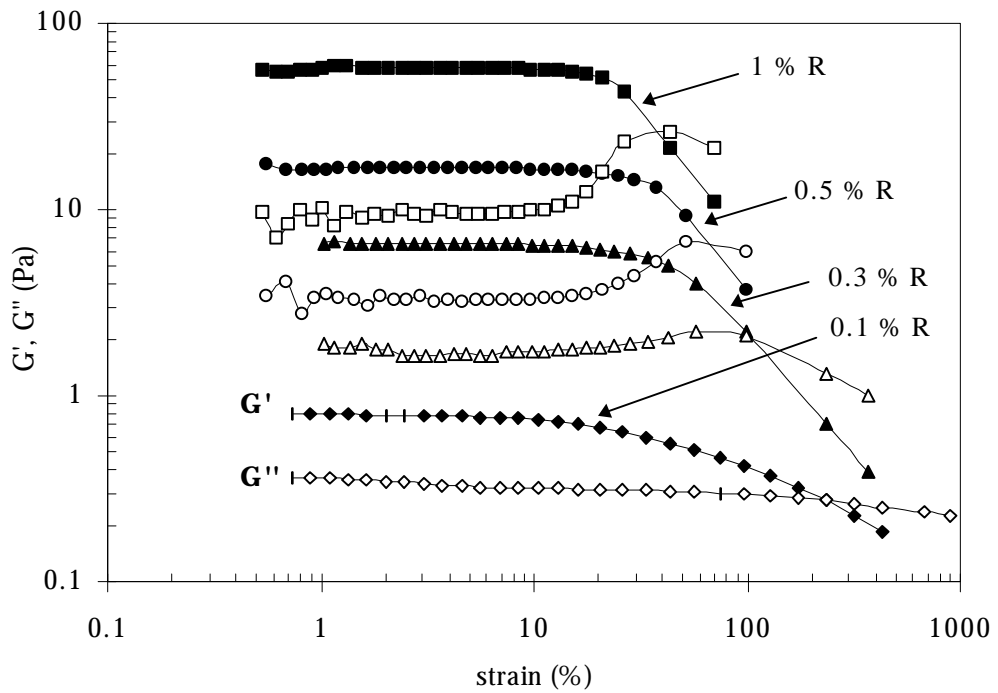 100
10
1
0.1
G', G'' (Pa)
1 % R
0.5 % R
0.3 % R
0.1 % R
G'
G''
0.1
1
10
100
1000
strain (%)